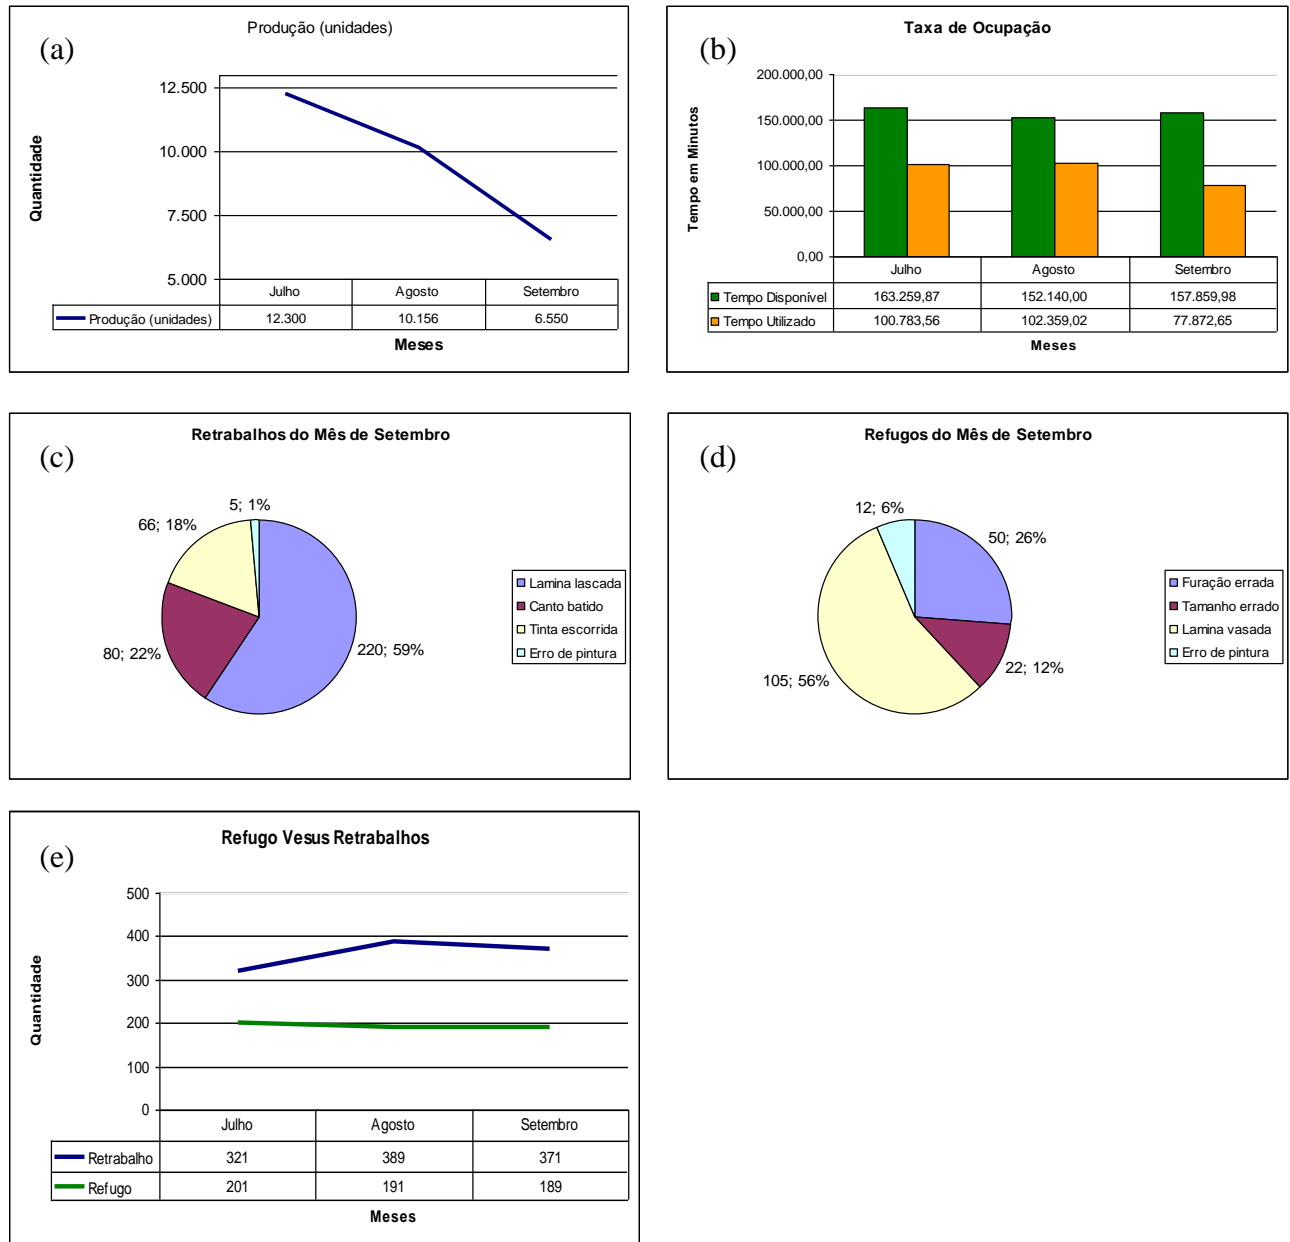 (a)
Produção (unidades)
12.500
10.000
7.500
5.000
Quantidade
Julho Agosto Setembro
Produção (unidades) 12.300 10.156 6.550
Meses
(b)
Taxa de Ocupação
200.000,00
150.000,00
100.000,00
50.000,00
0,00
Tempo em Minutos
Julho Agosto Setembro
Tempo Disponível 163.259,87 152.140,00 157.859,98
Tempo Utilizado 100.783,56 102.359,02 77.872,65
Meses
(c)
Retrabalhos do Mês de Setembro
5; 1%
66; 18%
80; 22%
220; 59%
Lamina lascada
Canto batido
Tinta escorrida
Erro de pintura
(d)
Refugos do Mês de Setembro
12; 6%
50; 26%
105; 56%
22; 12%
Furação errada
Tamanho errado
Lamina vasada
Erro de pintura
(e)
Refugo Vesus Retrabalhos
500
400
300
200
100
0
Quantidade
Julho Agosto Setembro
Retrabalho 321 389 371
Refugo 201 191 189
Meses